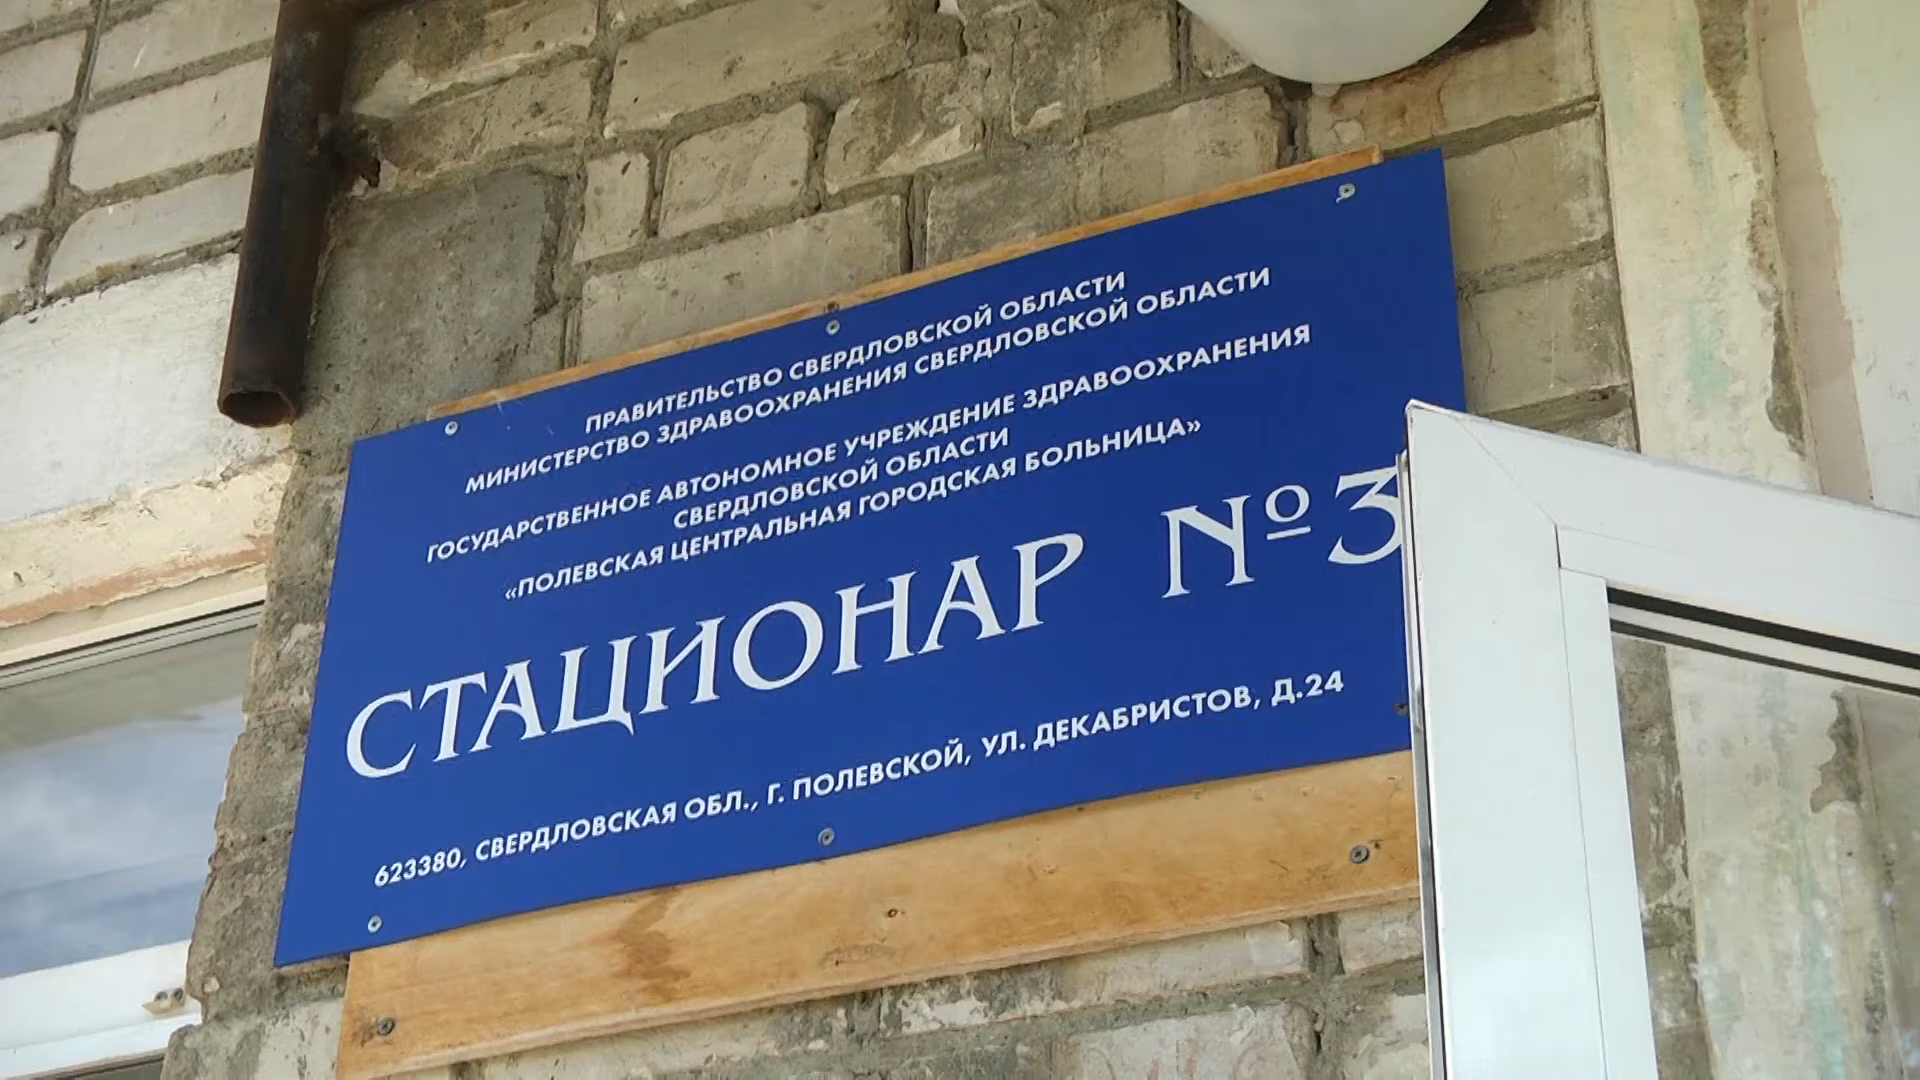 ПРАВИТЕЛЬСТВО СВЕРДЛОВСКОЙ ОБЛАСТИ
МИНИСТЕРСТВО ЗДРАВООХРАНЕНИЯ СВЕРДЛОВСКОЙ ОБЛАСТИ
ГОСУДАРСТВЕННОЕ АВТОНОМНОЕ УЧРЕЖДЕНИЕ ЗДРАВООХРАНЕНИЯ
СВЕРДЛОВСКОЙ ОБЛАСТИ
«ПОЛЕВСКАЯ ЦЕНТРАЛЬНАЯ ГОРОДСКАЯ БОЛЬНИЦА»
СТАЦИОНАР №3
623380, СВЕРДЛОВСКАЯ ОБЛ., Г. ПОЛЕВСКОЙ, УЛ. ДЕКАБРИСТОВ, Д.24